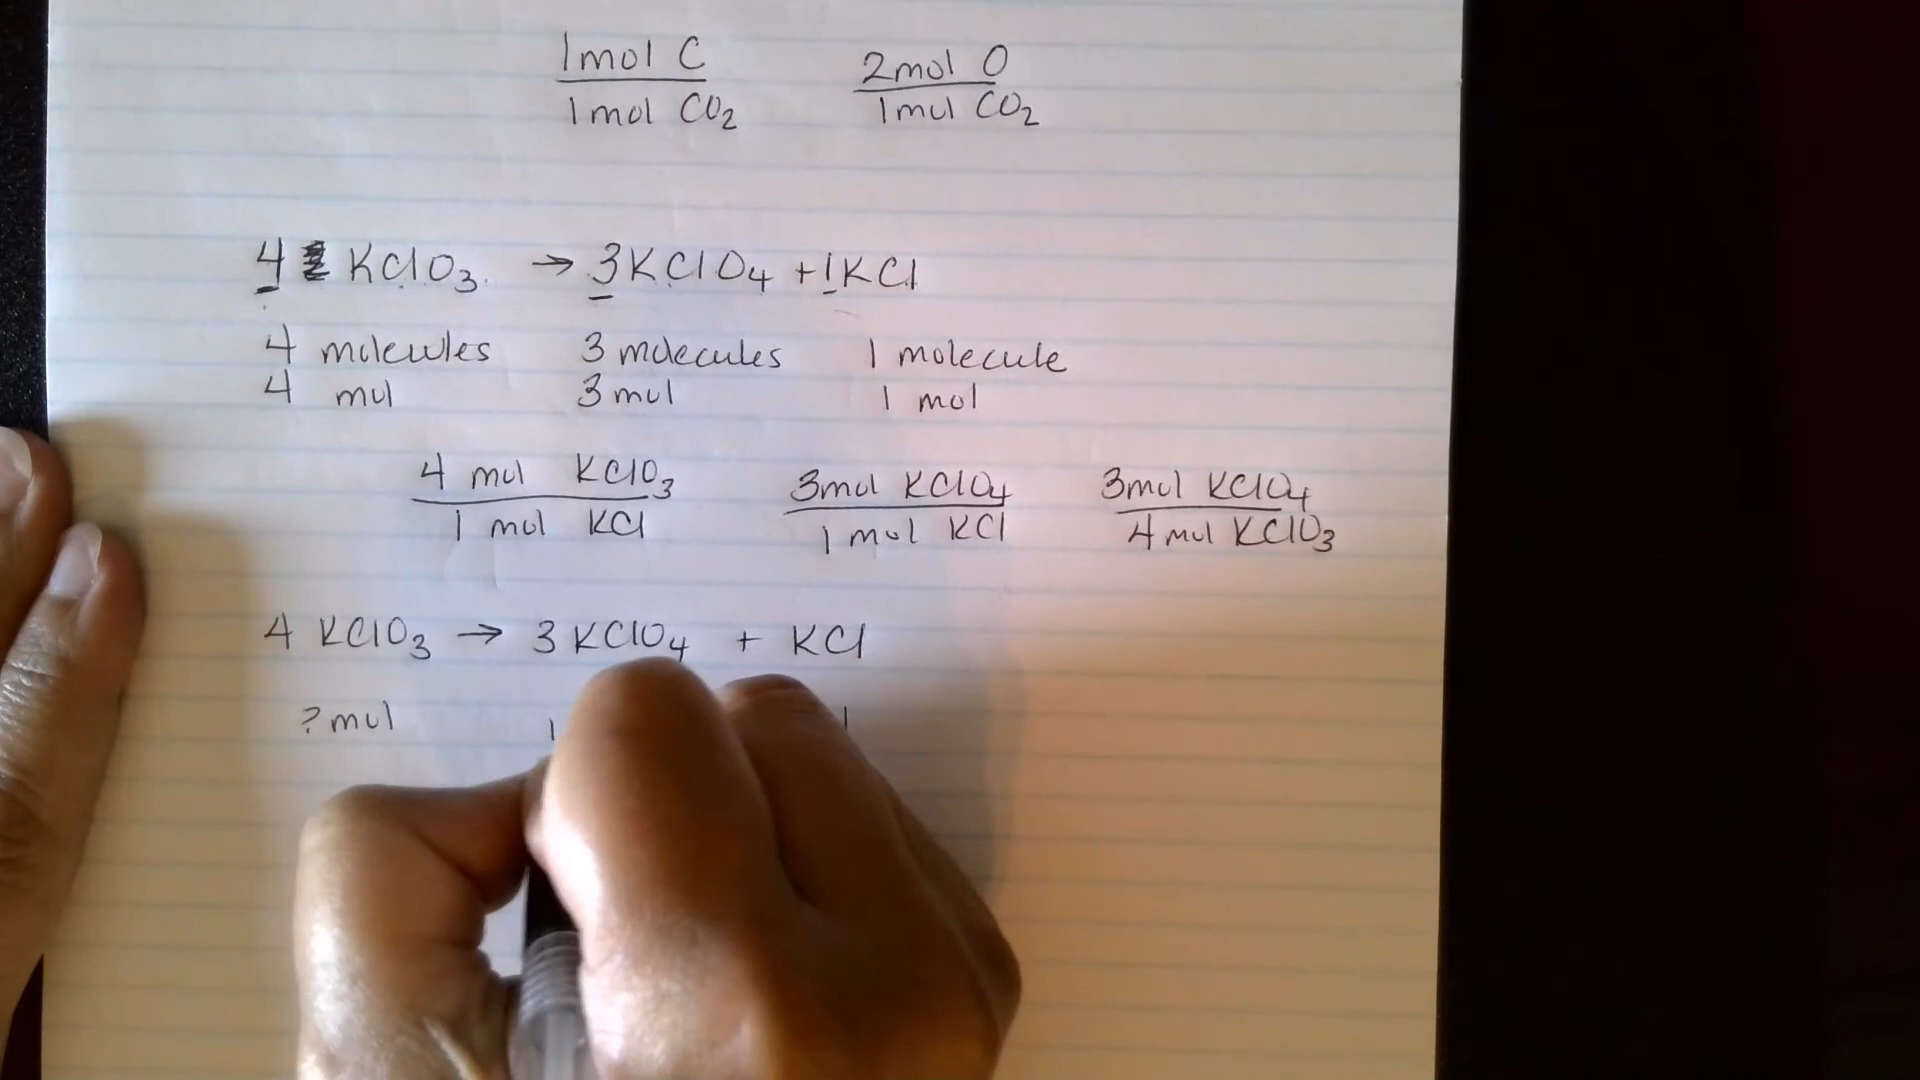 1mol C 2mol O
1mol CO2 1mol CO2
4 KClO3 → 3KClO4 + 1KCl
4 molecules 3 molecules 1 molecule
4 mol 3 mol 1 mol
4 mol KClO3 3mol KClO4 3mol KClO4
1 mol KCl 1 mol KCl 4 mol KClO3
4 KClO3 → 3 KClO4 + KCl
? mol